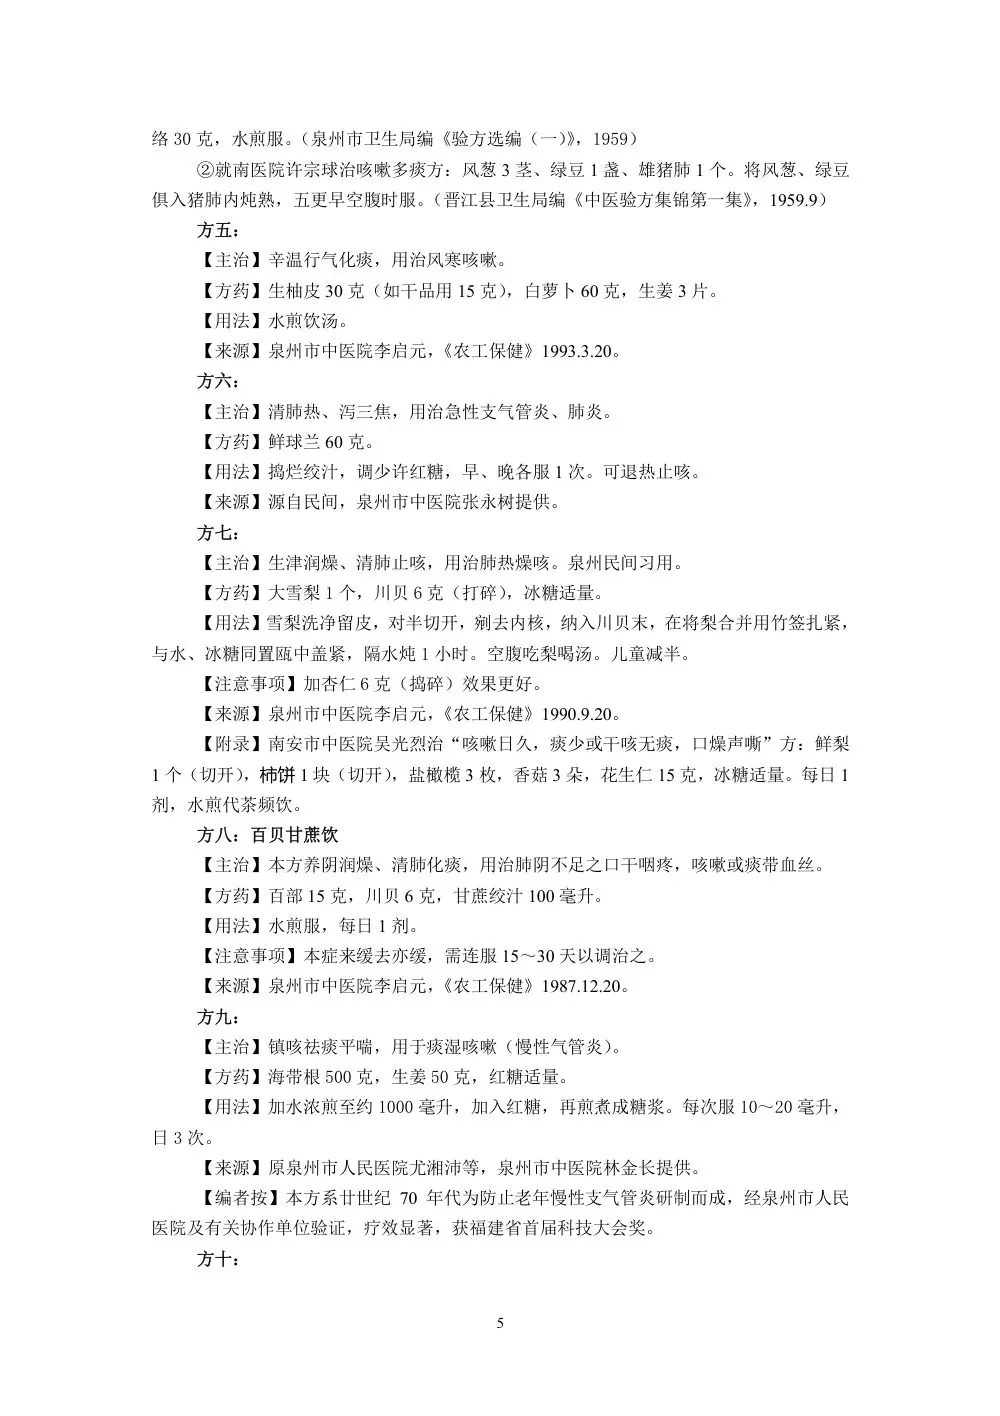 络 30 克，水煎服。（泉州市卫生局编《验方选编（一）》，1959）
②就南医院许宗球治咳嗽多痰方：风葱 3 茎、绿豆 1 盏、雄猪肺 1 个。将风葱、绿豆
俱入猪肺内炖熟，五更早空腹时服。（晋江县卫生局编《中医验方集锦第一集》，1959.9）
方五：
【主治】辛温行气化痰，用治风寒咳嗽。
【方药】生柚皮 30 克（如干品用 15 克），白萝卜 60 克，生姜 3 片。
【用法】水煎饮汤。
【来源】泉州市中医院李启元，《农工保健》1993.3.20。
方六：
【主治】清肺热、泻三焦，用治急性支气管炎、肺炎。
【方药】鲜球兰 60 克。
【用法】捣烂绞汁，调少许红糖，早、晚各服 1 次。可退热止咳。
【来源】源自民间，泉州市中医院张永树提供。
方七：
【主治】生津润燥、清肺止咳，用治肺热燥咳。泉州民间习用。
【方药】大雪梨 1 个，川贝 6 克（打碎），冰糖适量。
【用法】雪梨洗净留皮，对半切开，剜去内核，纳入川贝末，在将梨合并用竹签扎紧，
与水、冰糖同置瓯中盖紧，隔水炖 1 小时。空腹吃梨喝汤。儿童减半。
【注意事项】加杏仁 6 克（捣碎）效果更好。
【来源】泉州市中医院李启元，《农工保健》1990.9.20。
【附录】南安市中医院吴光烈治“咳嗽日久，痰少或干咳无痰，口燥声嘶”方：鲜梨
1 个（切开），柿饼 1 块（切开），盐橄榄 3 枚，香菇 3 朵，花生仁 15 克，冰糖适量。每日 1
剂，水煎代茶频饮。
方八：百贝甘蔗饮
【主治】本方养阴润燥、清肺化痰，用治肺阴不足之口干咽疼，咳嗽或痰带血丝。
【方药】百部 15 克，川贝 6 克，甘蔗绞汁 100 毫升。
【用法】水煎服，每日 1 剂。
【注意事项】本症来缓去亦缓，需连服 15～30 天以调治之。
【来源】泉州市中医院李启元，《农工保健》1987.12.20。
方九：
【主治】镇咳祛痰平喘，用于痰湿咳嗽（慢性气管炎）。
【方药】海带根 500 克，生姜 50 克，红糖适量。
【用法】加水浓煎至约 1000 毫升，加入红糖，再煎煮成糖浆。每次服 10～20 毫升，
日 3 次。
【来源】原泉州市人民医院尤湘沛等，泉州市中医院林金长提供。
【编者按】本方系廿世纪 70 年代为防止老年慢性支气管炎研制而成，经泉州市人民
医院及有关协作单位验证，疗效显著，获福建省首届科技大会奖。
方十：
5